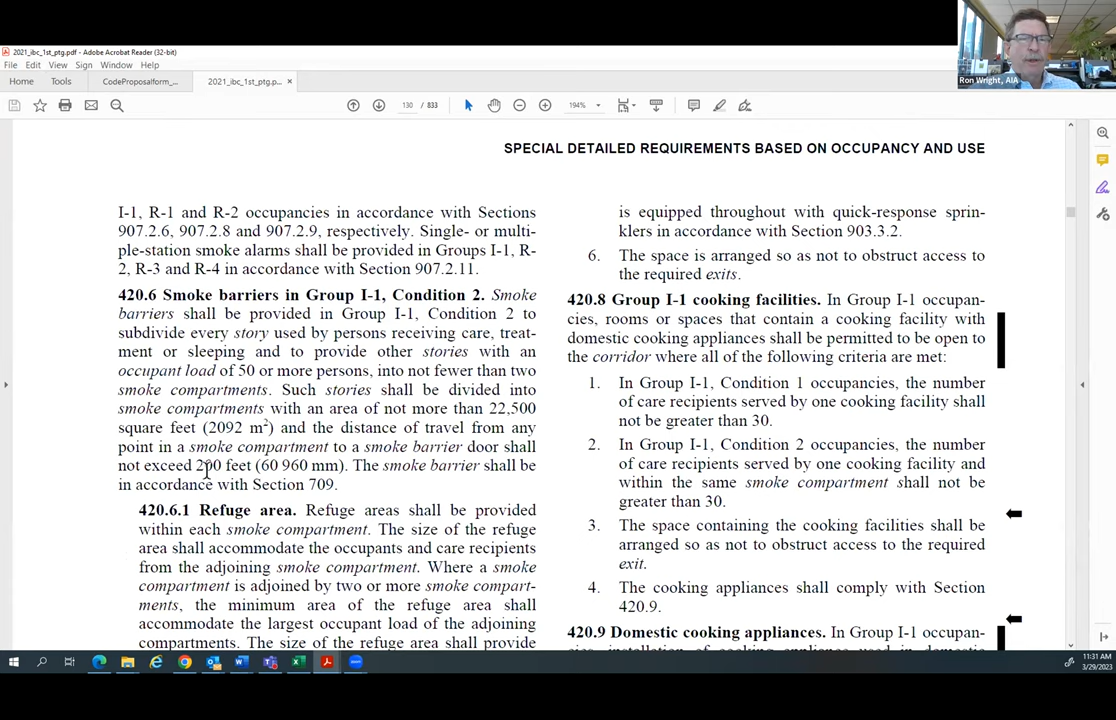 2021_ibc_1st_ptg.pdf - Adobe Acrobat Reader (32-bit)
File Edit View Sign Window Help
Home Tools CodeProposalform_... 2021_ibc_1st_ptg.p... ×
130 / 833 194%
Ron Wright, AIA
SPECIAL DETAILED REQUIREMENTS BASED ON OCCUPANCY AND USE
I-1, R-1 and R-2 occupancies in accordance with Sections
907.2.6, 907.2.8 and 907.2.9, respectively. Single- or multi-
ple-station smoke alarms shall be provided in Groups I-1, R-
2, R-3 and R-4 in accordance with Section 907.2.11.
420.6 Smoke barriers in Group I-1, Condition 2. Smoke
barriers shall be provided in Group I-1, Condition 2 to
subdivide every story used by persons receiving care, treat-
ment or sleeping and to provide other stories with an
occupant load of 50 or more persons, into not fewer than two
smoke compartments. Such stories shall be divided into
smoke compartments with an area of not more than 22,500
square feet (2092 m²) and the distance of travel from any
point in a smoke compartment to a smoke barrier door shall
not exceed 200 feet (60 960 mm). The smoke barrier shall be
in accordance with Section 709.
420.6.1 Refuge area. Refuge areas shall be provided
within each smoke compartment. The size of the refuge
area shall accommodate the occupants and care recipients
from the adjoining smoke compartment. Where a smoke
compartment is adjoined by two or more smoke compart-
ments, the minimum area of the refuge area shall
accommodate the largest occupant load of the adjoining
compartments. The size of the refuge area shall provide
is equipped throughout with quick-response sprin-
klers in accordance with Section 903.3.2.
6. The space is arranged so as not to obstruct access to
the required exits.
420.8 Group I-1 cooking facilities. In Group I-1 occupan-
cies, rooms or spaces that contain a cooking facility with
domestic cooking appliances shall be permitted to be open to
the corridor where all of the following criteria are met:
1. In Group I-1, Condition 1 occupancies, the number
of care recipients served by one cooking facility shall
not be greater than 30.
2. In Group I-1, Condition 2 occupancies, the number
of care recipients served by one cooking facility and
within the same smoke compartment shall not be
greater than 30.
3. The space containing the cooking facilities shall be
arranged so as not to obstruct access to the required
exit.
4. The cooking appliances shall comply with Section
420.9.
420.9 Domestic cooking appliances. In Group I-1 occupan-
11:31 AM
3/29/2023